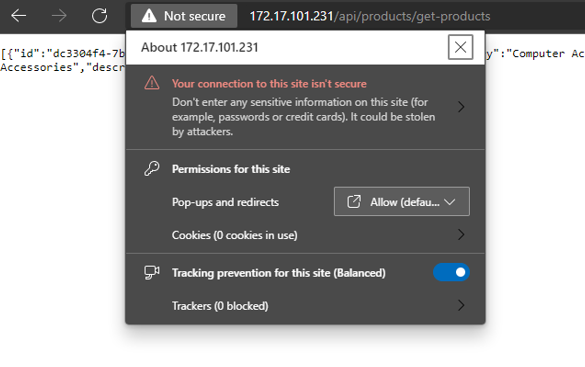 Not secure 172.17.101.231/api/products/get-products
[{"id":"dc3304f4-7b
y":"Computer Ac
Accessories","descr
About 172.17.101.231
Your connection to this site isn't secure
Don't enter any sensitive information on this site (for
example, passwords or credit cards). It could be stolen
by attackers.
Permissions for this site
Pop-ups and redirects
Allow (defau...
Cookies (0 cookies in use)
Tracking prevention for this site (Balanced)
Trackers (0 blocked)